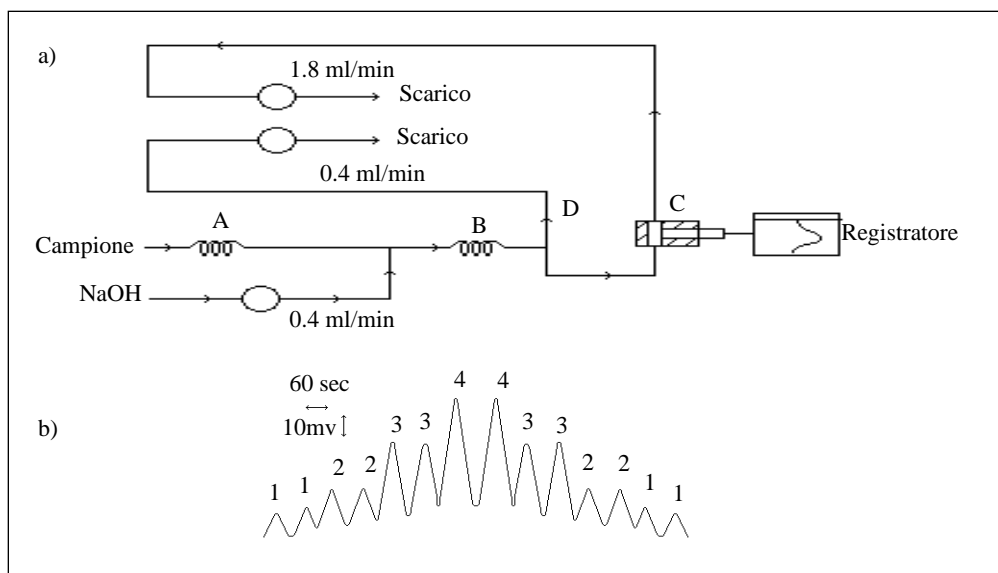 a)
1.8 ml/min
Scarico
Scarico
0.4 ml/min
D
A
B
C
Campione
Registratore
NaOH
0.4 ml/min
60 sec
10mv
b)
1 1 2 2 3 3 4 4 3 3 2 2 1 1